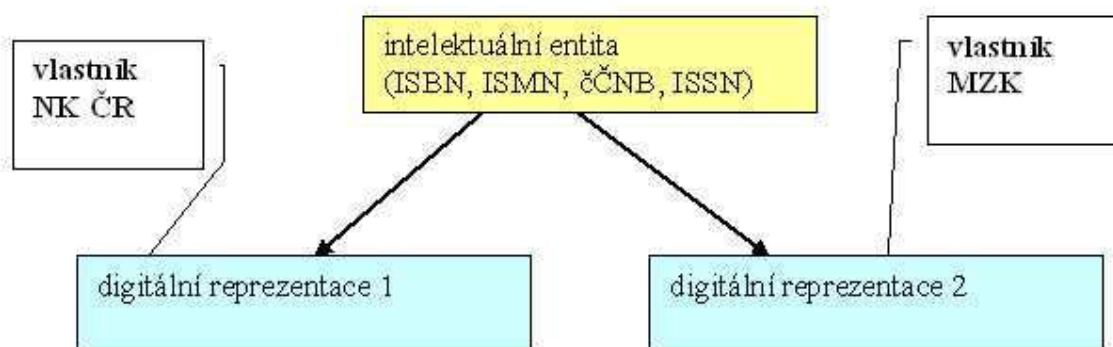 intelektuální entita
(ISBN, ISMN, čČNB, ISSN)
vlastník
NK ČR
vlastník
MZK
digitální reprezentace 1
digitální reprezentace 2